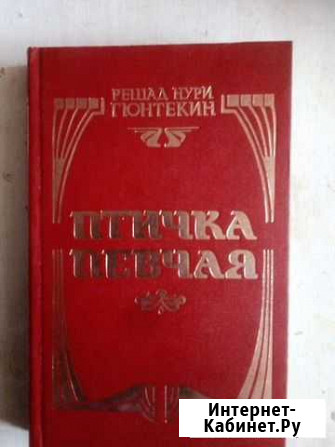 РЕШАД НУРИ
ГЮНТЕКИН
ПТИЧКА
ПЕВЧАЯ
Интернет-
Кабинет.Ру